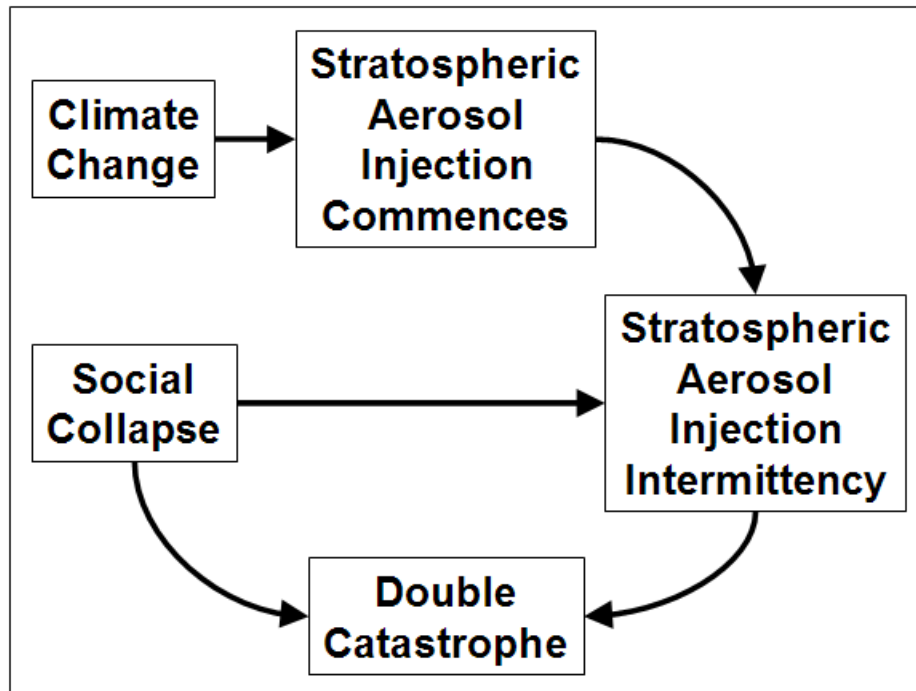 Climate
Change
Stratospheric
Aerosol
Injection
Commences
Stratospheric
Aerosol
Injection
Intermittency
Social
Collapse
Double
Catastrophe